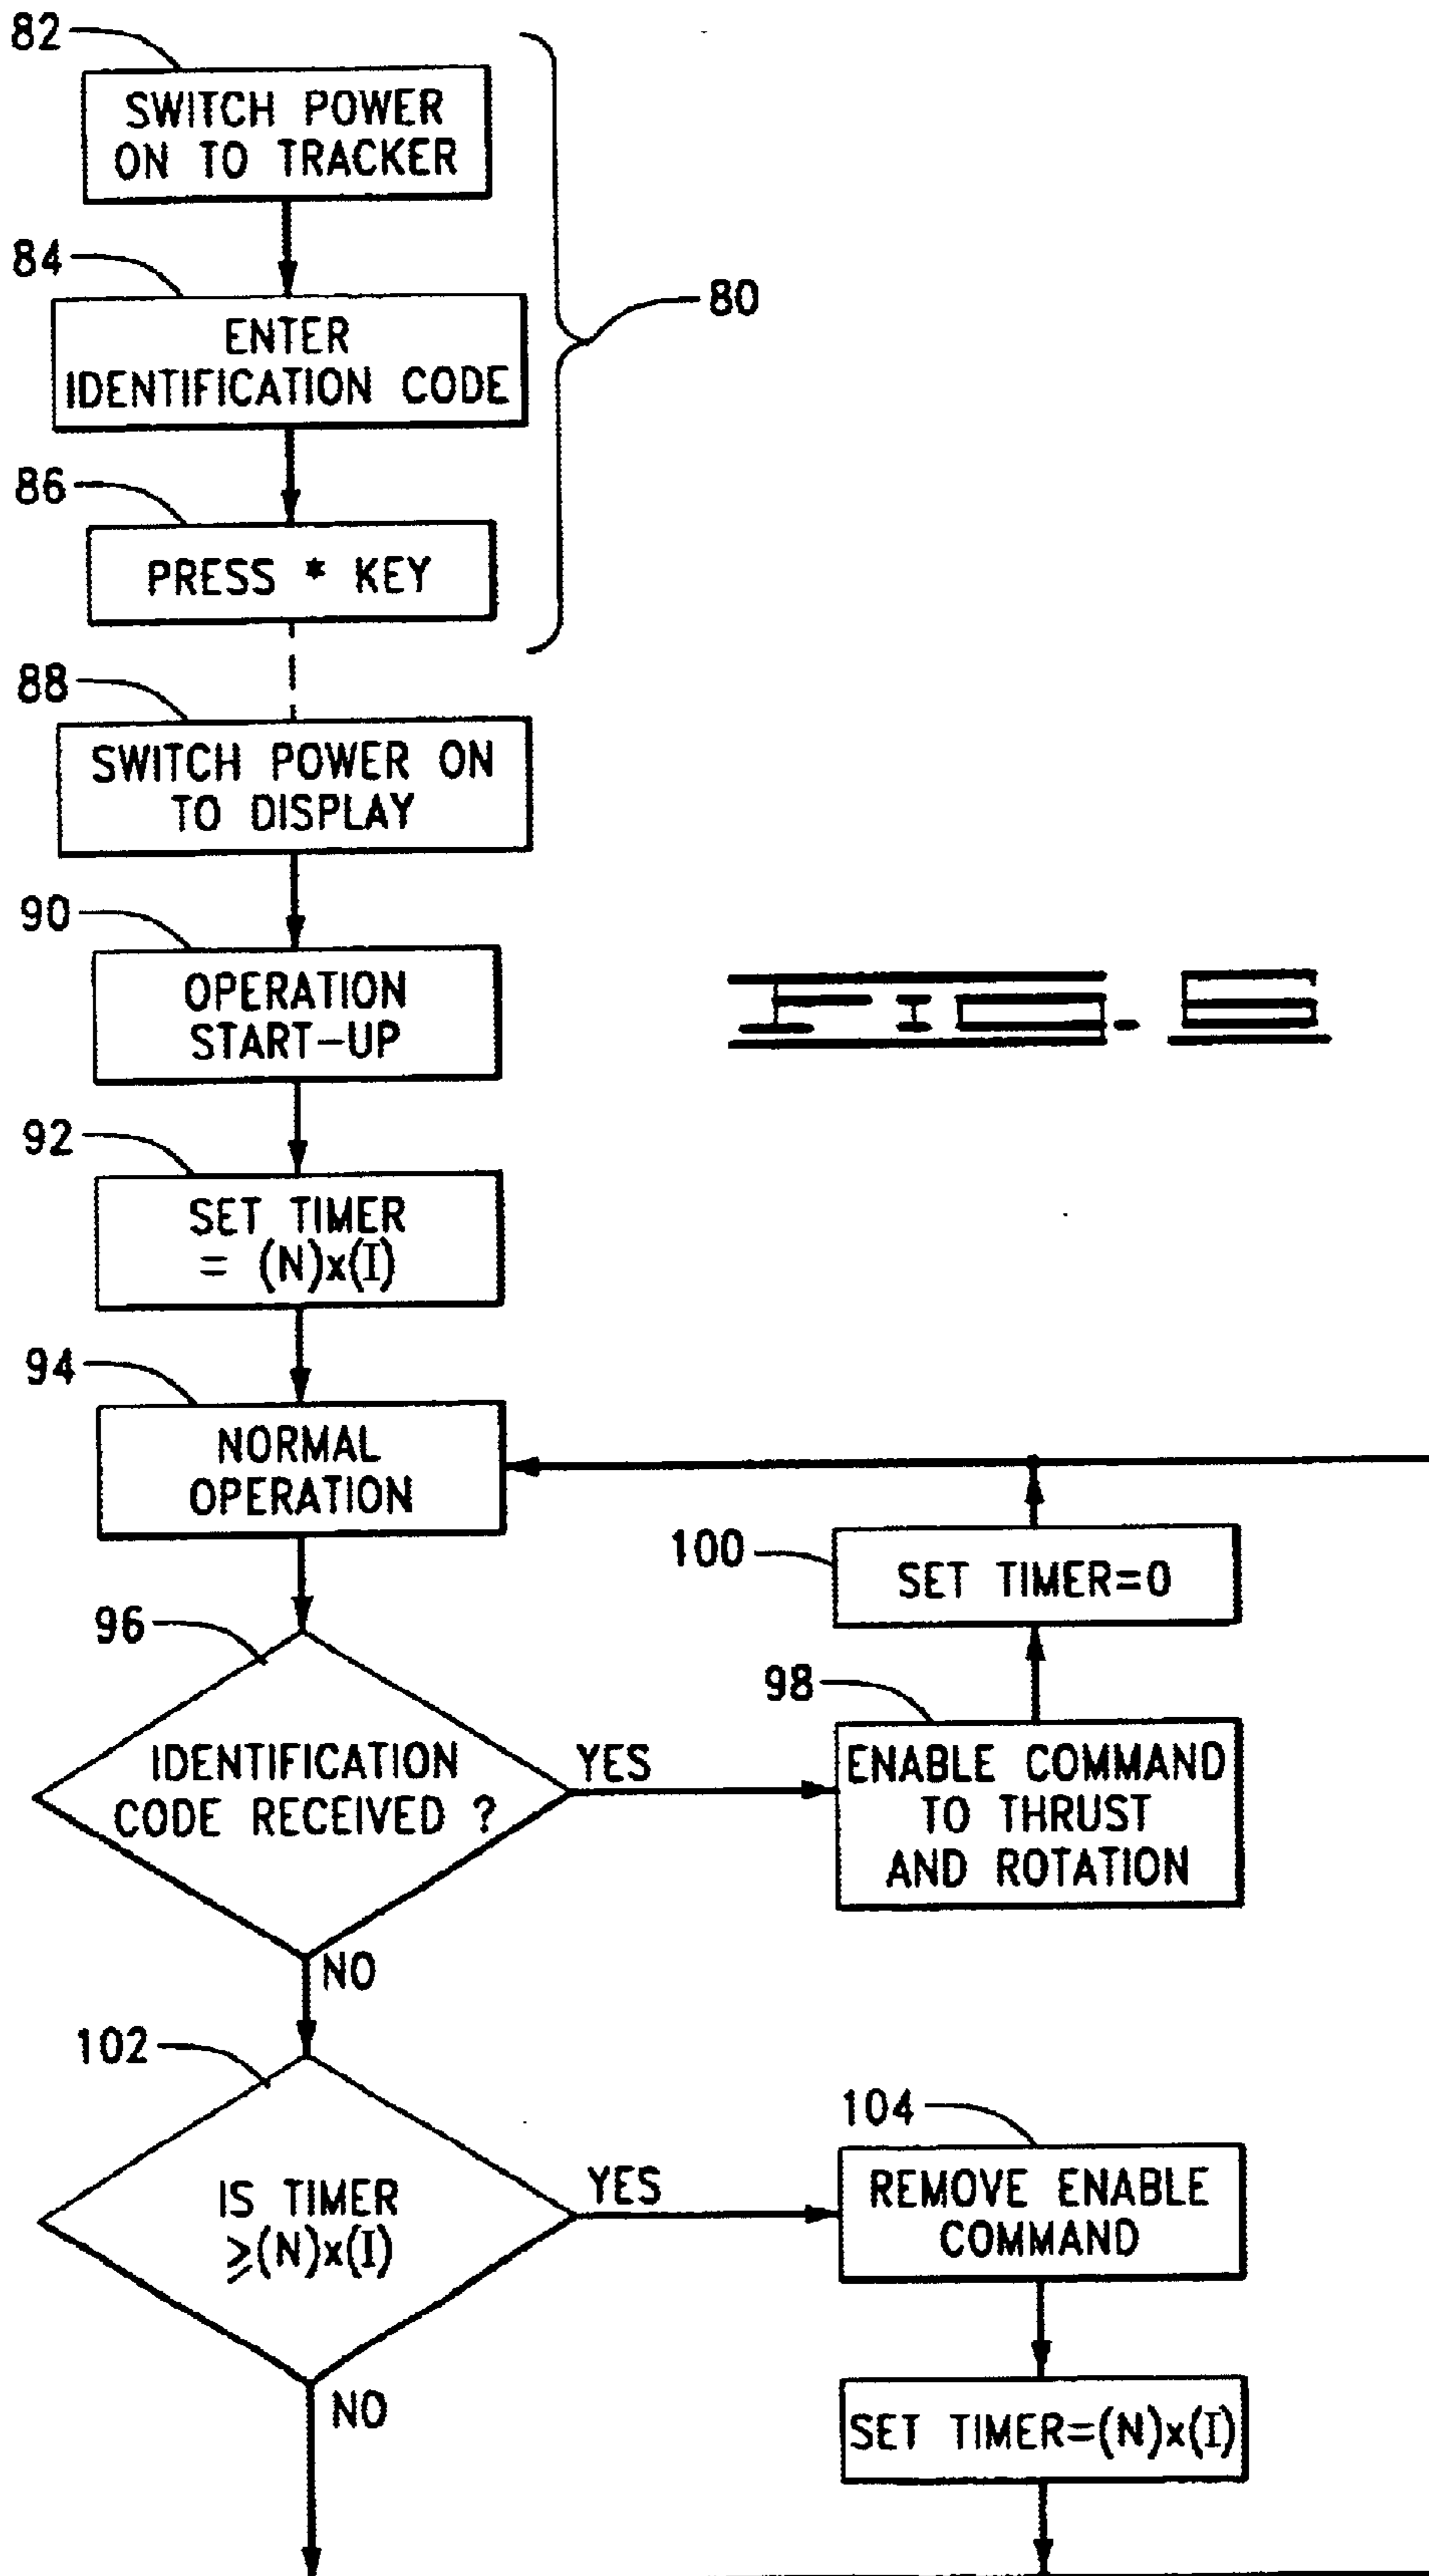 82
SWITCH POWER
ON TO TRACKER
84
ENTER
IDENTIFICATION CODE
80
86
PRESS * KEY
88
SWITCH POWER ON
TO DISPLAY
90
OPERATION
START-UP
92
SET TIMER
= (N)x(I)
94
NORMAL
OPERATION
100
SET TIMER=0
96
IDENTIFICATION
CODE RECEIVED ?
YES
98
ENABLE COMMAND
TO THRUST
AND ROTATION
NO
102
IS TIMER
≥(N)x(I)
YES
104
REMOVE ENABLE
COMMAND
NO
SET TIMER=(N)x(I)